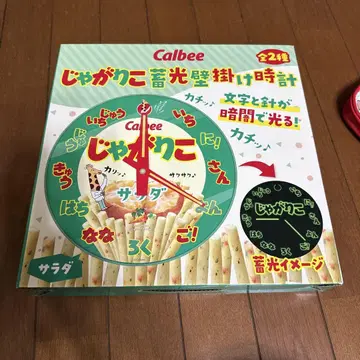 Calbee
全2種
じゃがりこ蓄光壁掛け時計
カチッ♪
文字と針が
暗闇で光る!
カチッ♪
じゅう
いち
じゅう
いち
に!
さん
ご!
ろく
なな
はち
きゅう
Calbee
じゃがりこ
カリッ♪
サクサク♪
サラダ
じゃがりこ
蓄光イメージ
サラダ